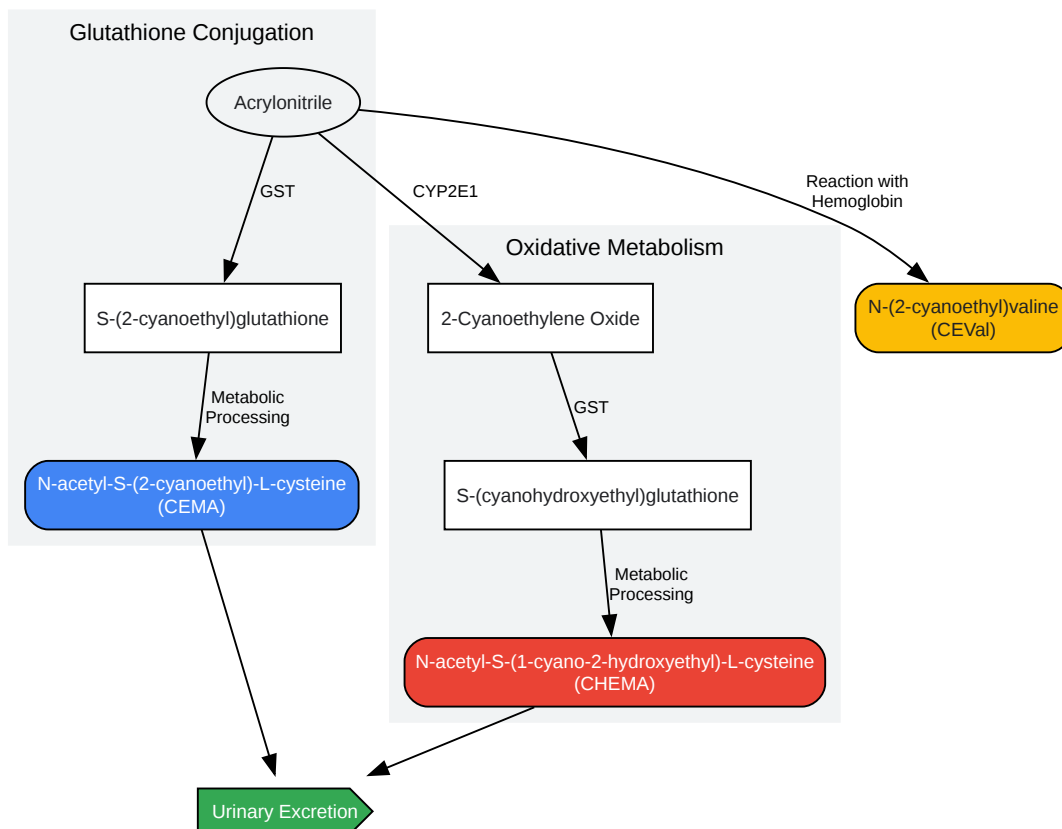 Glutathione Conjugation
Acrylonitrile
GST
CYP2E1
Reaction with
Hemoglobin
Oxidative Metabolism
S-(2-cyanoethyl)glutathione
2-Cyanoethylene Oxide
N-(2-cyanoethyl)valine
(CEVal)
Metabolic
Processing
GST
N-acetyl-S-(2-cyanoethyl)-L-cysteine
(CEMA)
S-(cyanohydroxyethyl)glutathione
Metabolic
Processing
N-acetyl-S-(1-cyano-2-hydroxyethyl)-L-cysteine
(CHEMA)
Urinary Excretion